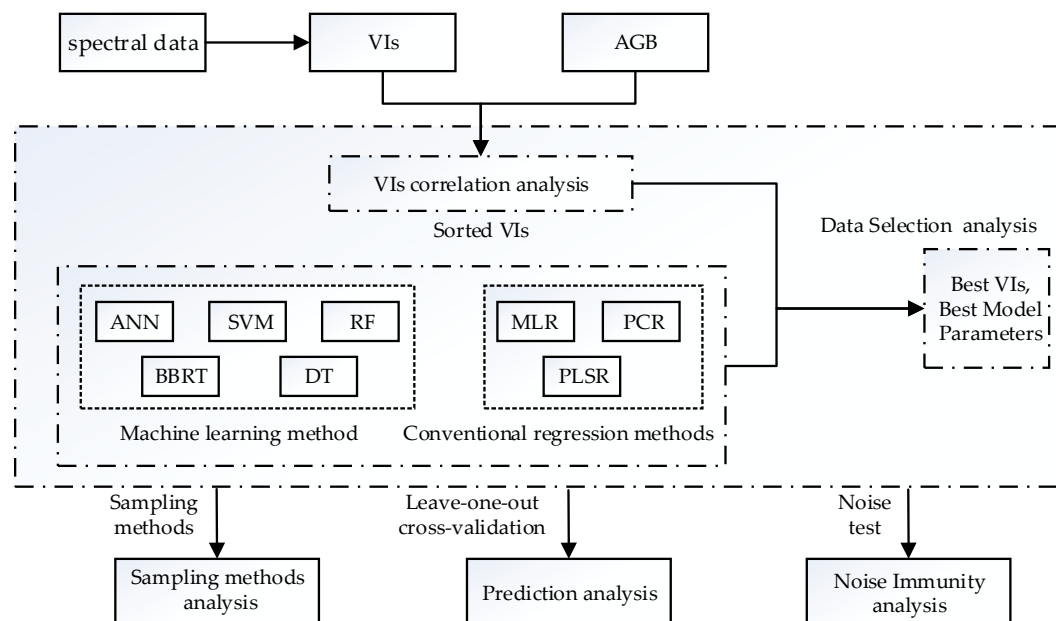 spectral data
VIs
AGB
VIs correlation analysis
Sorted VIs
Data Selection analysis
Best VIs,
Best Model
Parameters
ANN
SVM
RF
MLR
PCR
BBRT
DT
PLSR
Machine learning method
Conventional regression methods
Sampling
methods
Leave-one-out
cross-validation
Noise
test
Sampling methods
analysis
Prediction analysis
Noise Immunity
analysis